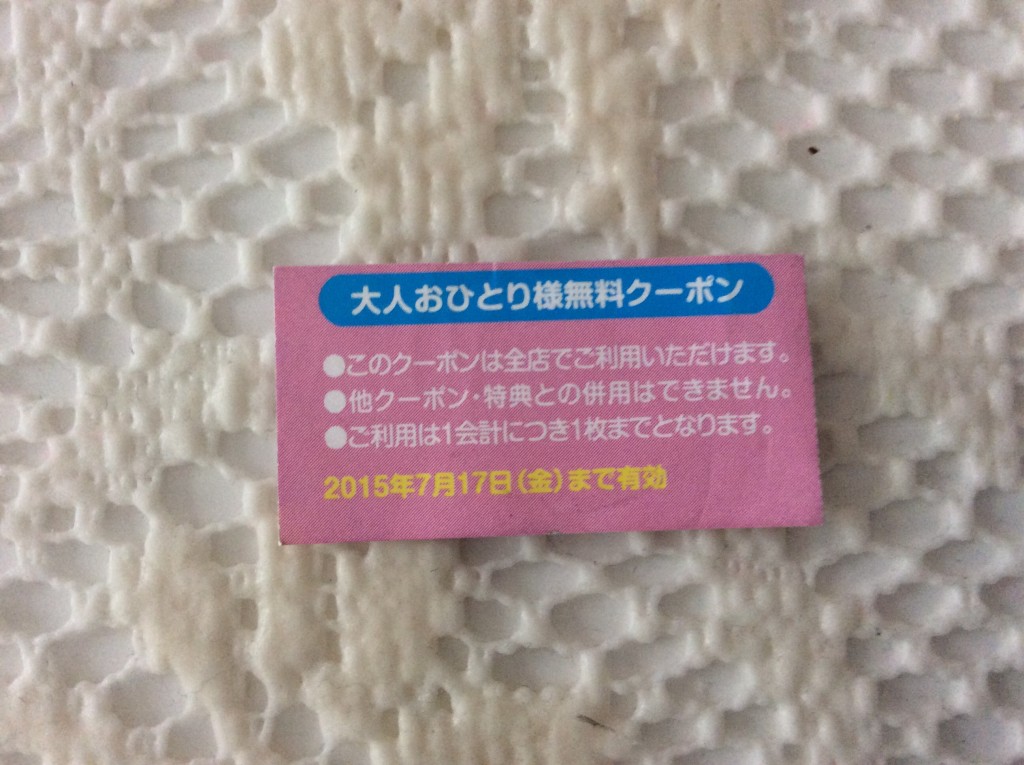 大人おひとり様無料クーポン
●このクーポンは全店でご利用いただけます。
●他クーポン・特典との併用はできません。
●ご利用は1会計につき1枚までとなります。
2015年7月17日(金)まで有効